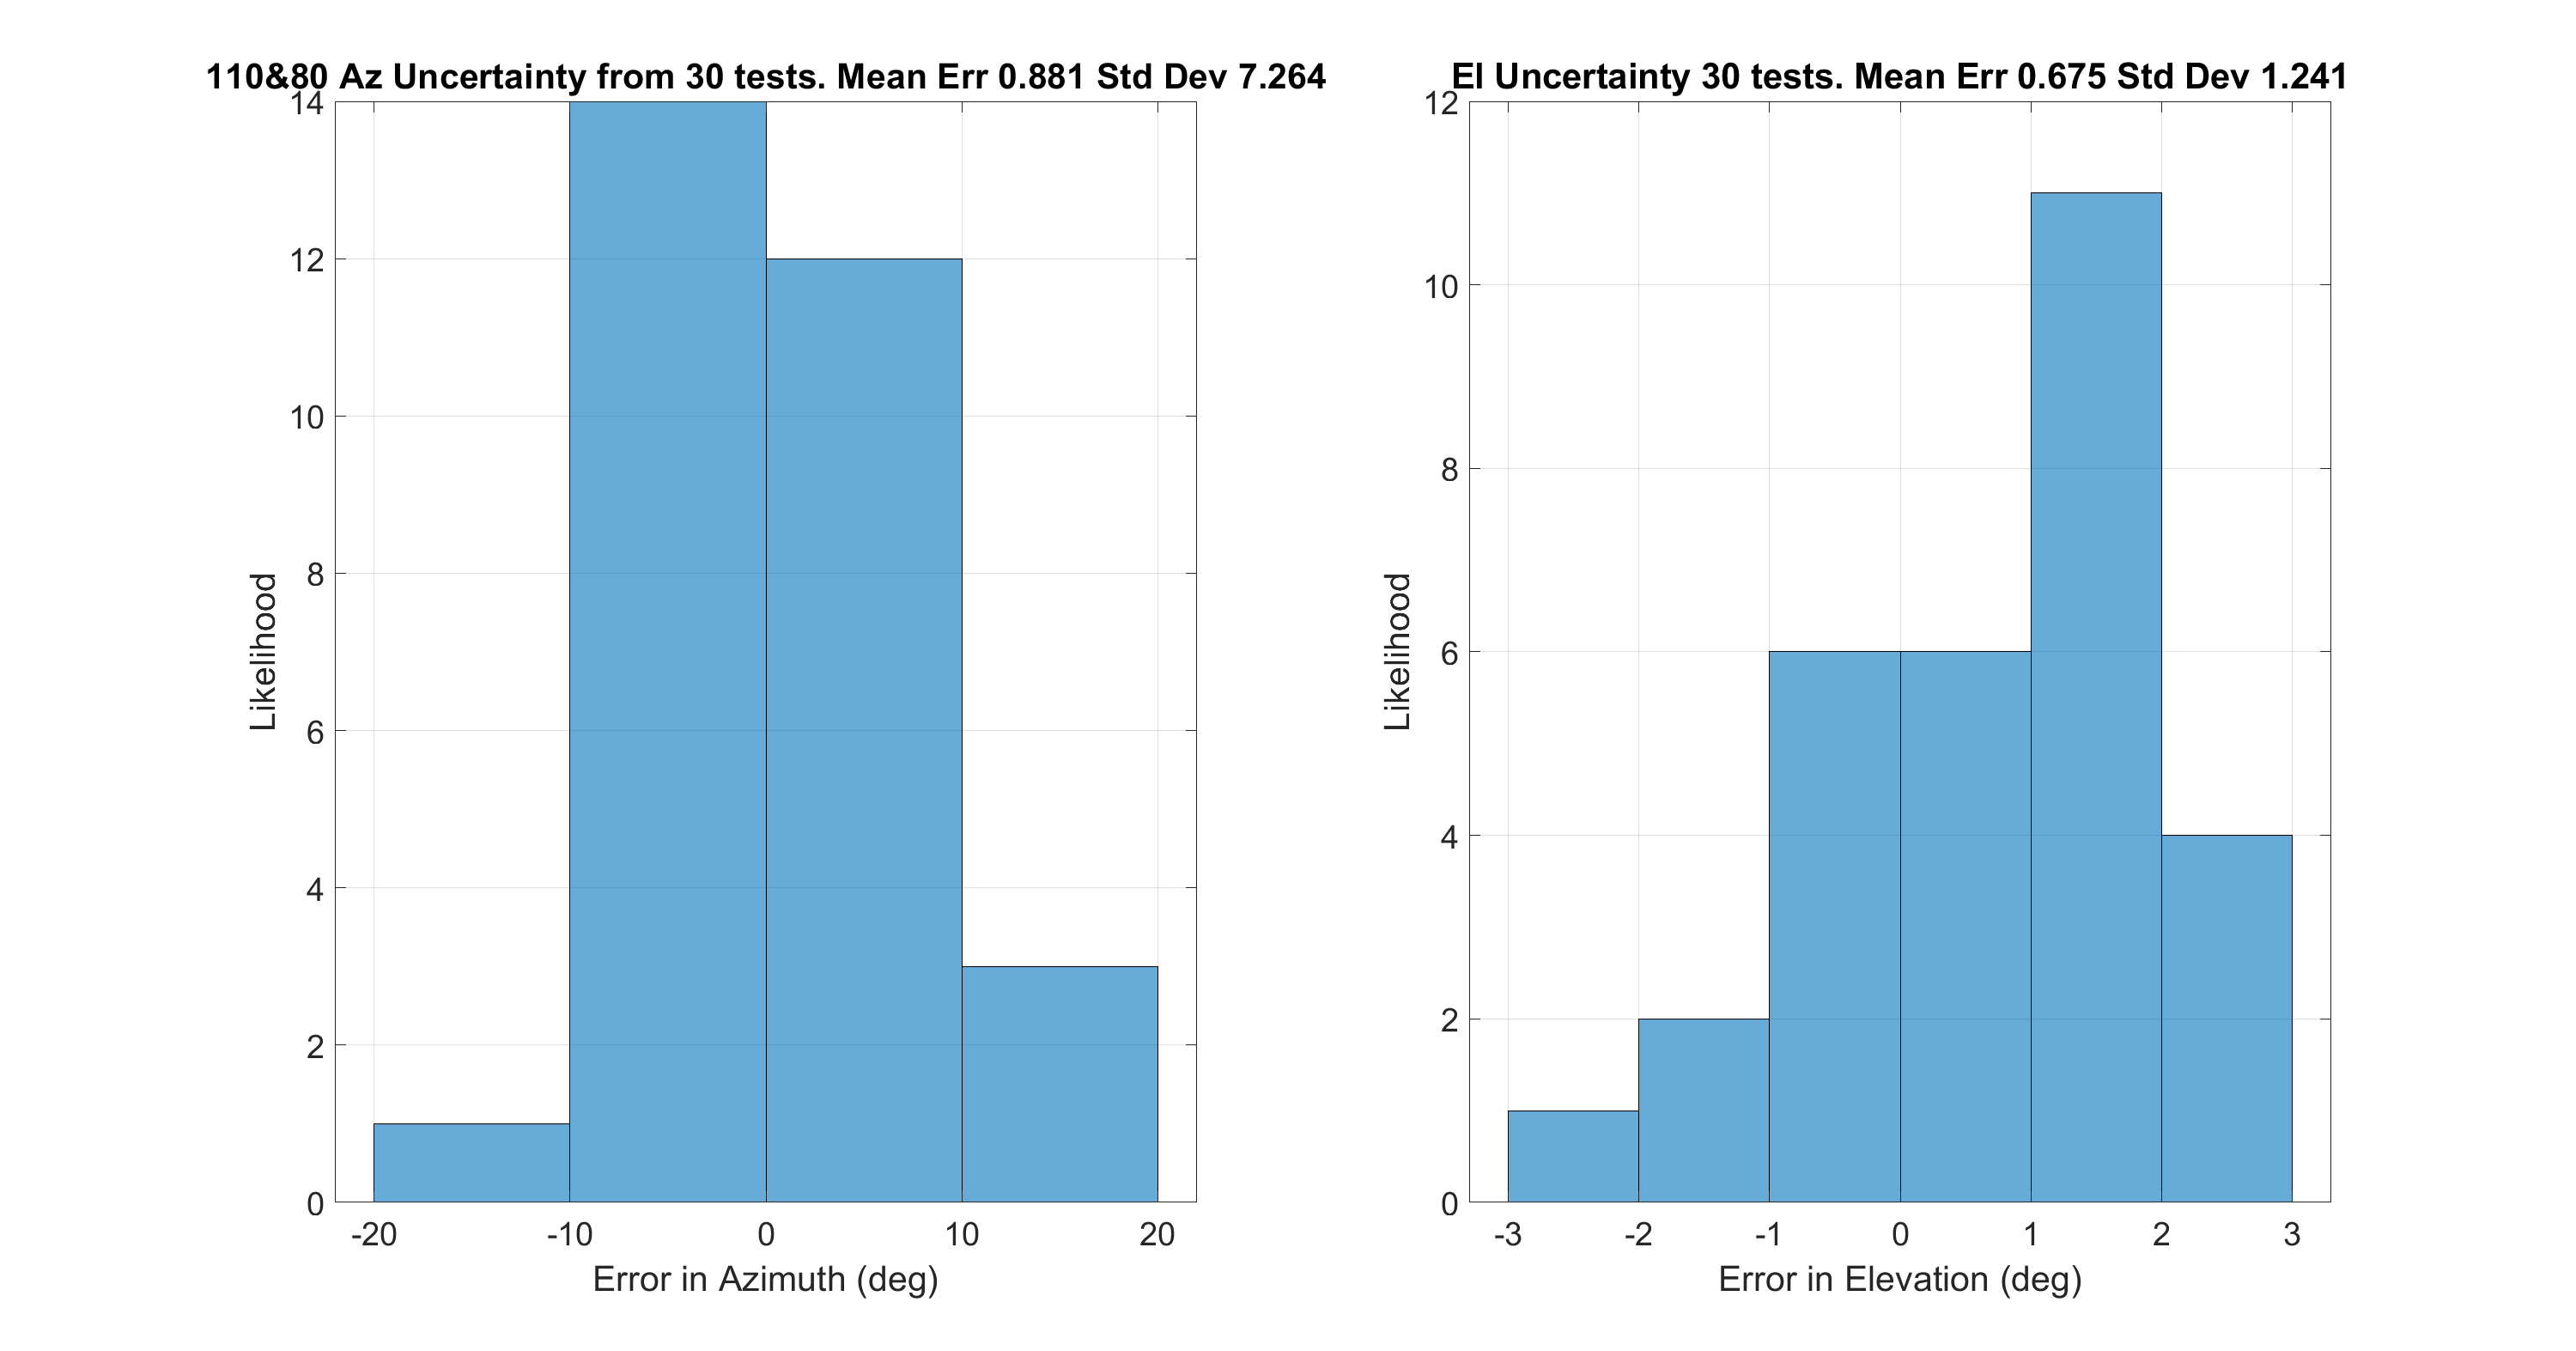 110&80 Az Uncertainty from 30 tests. Mean Err 0.881 Std Dev 7.264
14
12
10
8
6
4
2
0
Likelihood
-20 -10 0 10 20
Error in Azimuth (deg)
El Uncertainty 30 tests. Mean Err 0.675 Std Dev 1.241
12
10
8
6
4
2
0
Likelihood
-3 -2 -1 0 1 2 3
Error in Elevation (deg)